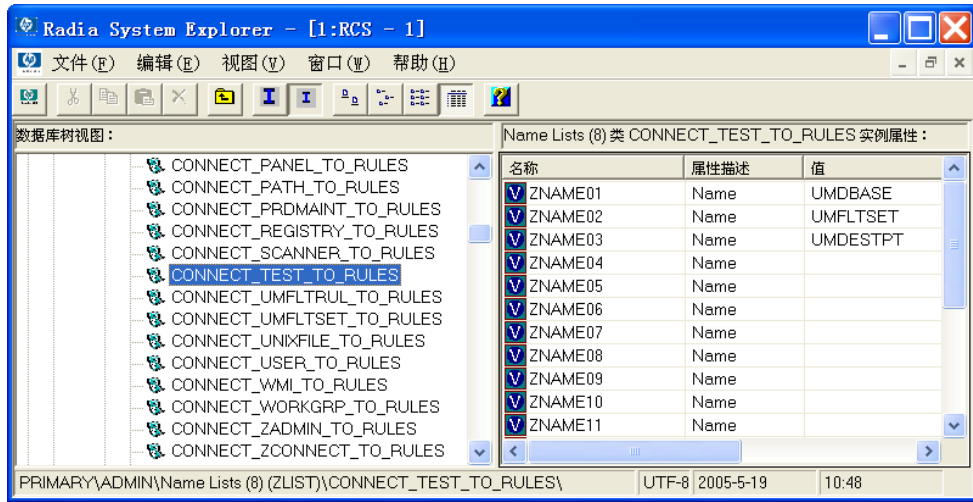 Radia System Explorer - [1:RCS - 1]
文件(F) 编辑(E) 视图(V) 窗口(W) 帮助(H)
数据库树视图：
CONNECT_PANEL_TO_RULES
CONNECT_PATH_TO_RULES
CONNECT_PRDMAINT_TO_RULES
CONNECT_REGISTRY_TO_RULES
CONNECT_SCANNER_TO_RULES
CONNECT_TEST_TO_RULES
CONNECT_UMFLTRUL_TO_RULES
CONNECT_UMFLTSET_TO_RULES
CONNECT_UNIXFILE_TO_RULES
CONNECT_USER_TO_RULES
CONNECT_WMI_TO_RULES
CONNECT_WORKGRP_TO_RULES
CONNECT_ZADMIN_TO_RULES
CONNECT_ZCONNECT_TO_RULES
Name Lists (8) 类 CONNECT_TEST_TO_RULES 实例属性：
名称 属性描述 值
ZNAME01 Name UMDBASE
ZNAME02 Name UMFLTSET
ZNAME03 Name UMDESTPT
ZNAME04 Name
ZNAME05 Name
ZNAME06 Name
ZNAME07 Name
ZNAME08 Name
ZNAME09 Name
ZNAME10 Name
ZNAME11 Name
PRIMARY\ADMIN\Name Lists (8) (ZLIST)\CONNECT_TEST_TO_RULES\ UTF-8 2005-5-19 10:48